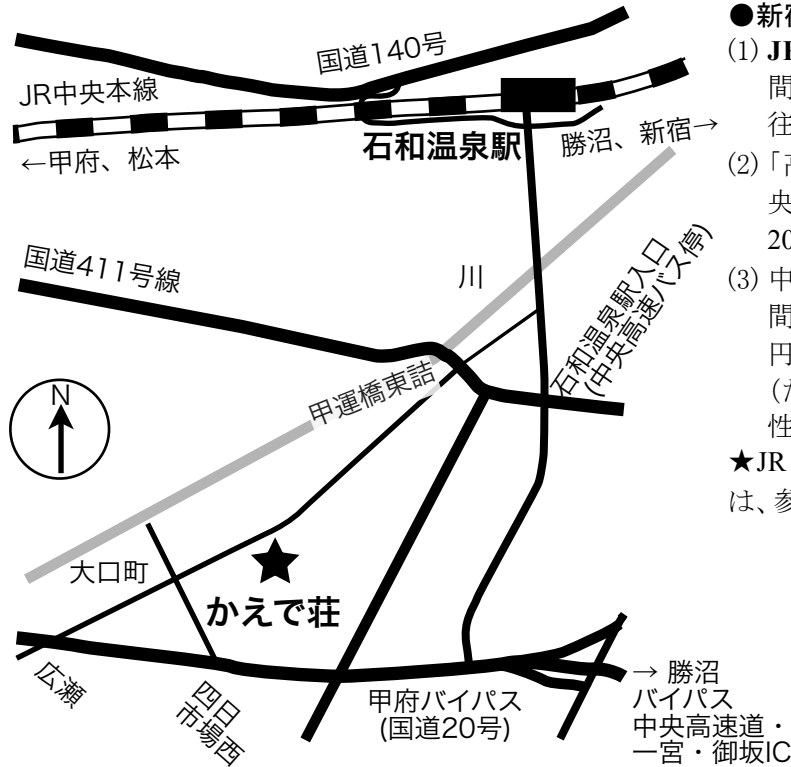 国道140号
JR中央本線
石和温泉駅
勝沼、新宿→
←甲府、松本
国道411号線
川
石和温泉駅入口
(中央高速バス停)
甲運橋東詰
N
大口町
かえで荘
広瀬
四日
市場西
甲府バイパス
(国道20号)
→ 勝沼
バイパス
中央高速道・
一宮・御坂IC
●新宿
(1) JR
間
往
(2)「高
央
20
(3) 中
間
円
性
★JR
は、参